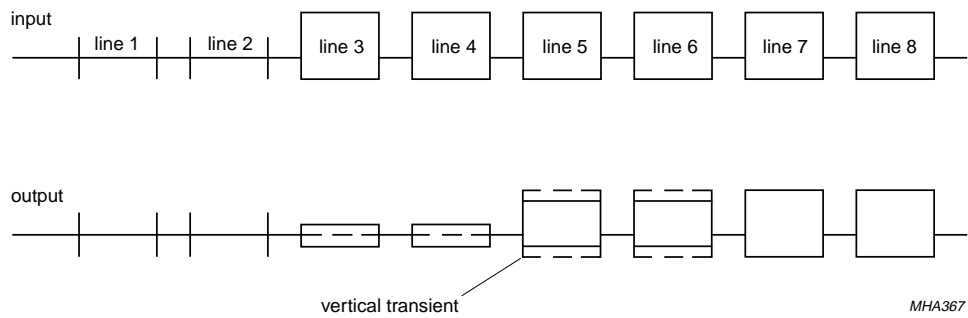 input
line 1 line 2 line 3 line 4 line 5 line 6 line 7 line 8
output
vertical transient
MHA367